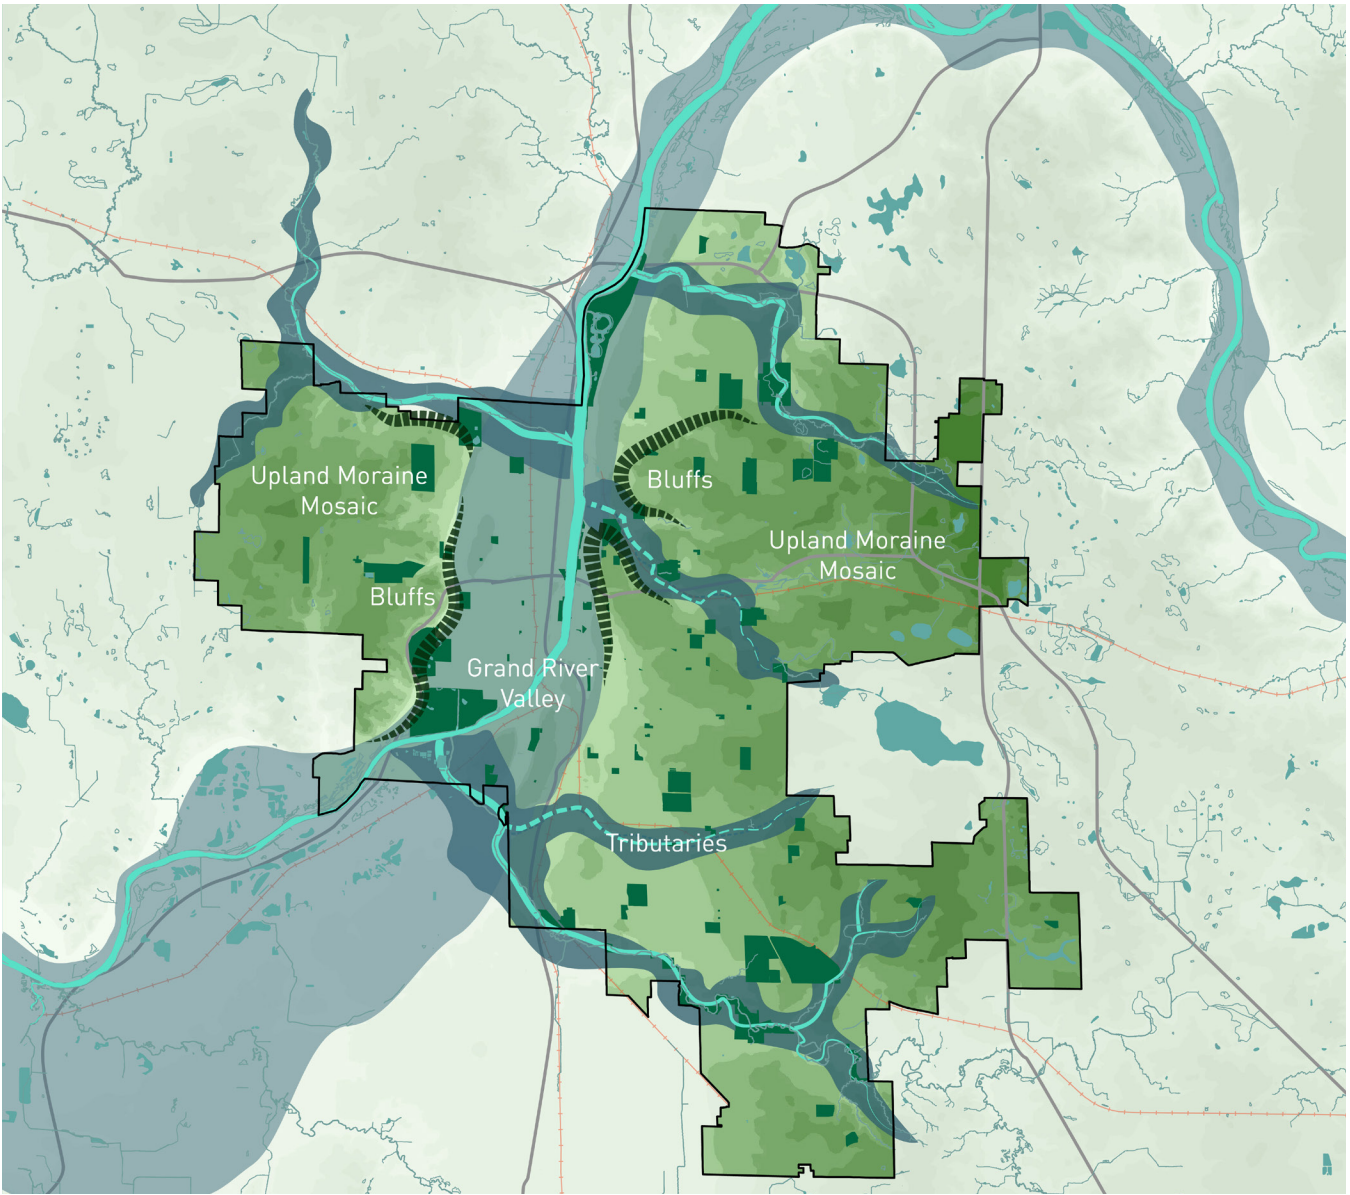 Upland Moraine
Mosaic
Bluffs
Upland Moraine
Mosaic
Bluffs
Grand River
Valley
Tributaries